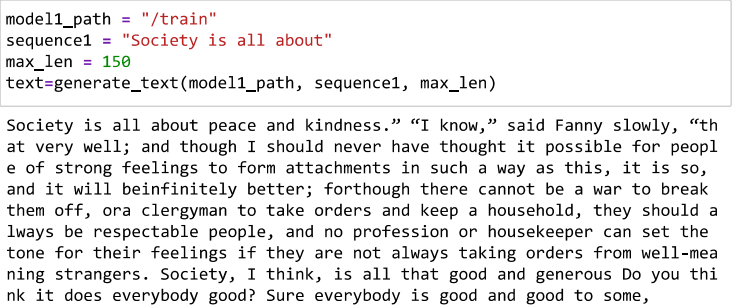 model1_path = "/train"
sequence1 = "Society is all about"
max_len = 150
text=generate_text(model1_path, sequence1, max_len)
Society is all about peace and kindness.” “I know,” said Fanny slowly, “th
at very well; and though I should never have thought it possible for peopl
e of strong feelings to form attachments in such a way as this, it is so,
and it will beinfinitely better; forthough there cannot be a war to break
them off, ora clergyman to take orders and keep a household, they should a
lways be respectable people, and no profession or housekeeper can set the
tone for their feelings if they are not always taking orders from well-mea
ning strangers. Society, I think, is all that good and generous Do you thi
nk it does everybody good? Sure everybody is good and good to some,